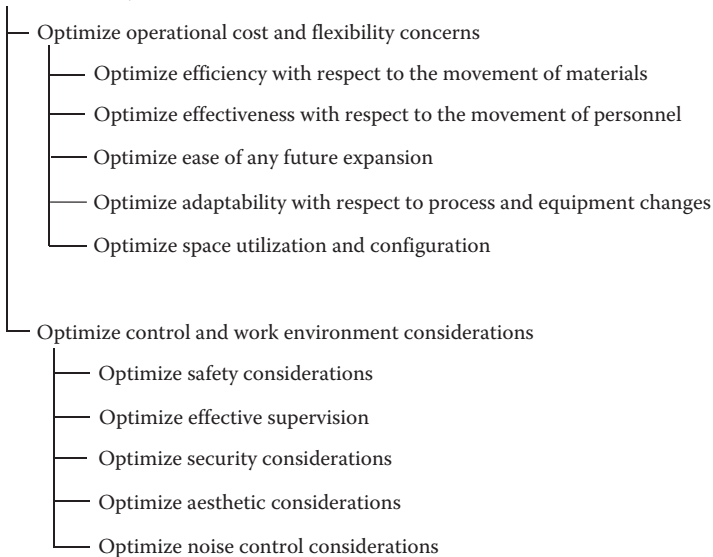 Optimize operational cost and flexibility concerns
Optimize efficiency with respect to the movement of materials
Optimize effectiveness with respect to the movement of personnel
Optimize ease of any future expansion
Optimize adaptability with respect to process and equipment changes
Optimize space utilization and configuration
Optimize control and work environment considerations
Optimize safety considerations
Optimize effective supervision
Optimize security considerations
Optimize aesthetic considerations
Optimize noise control considerations